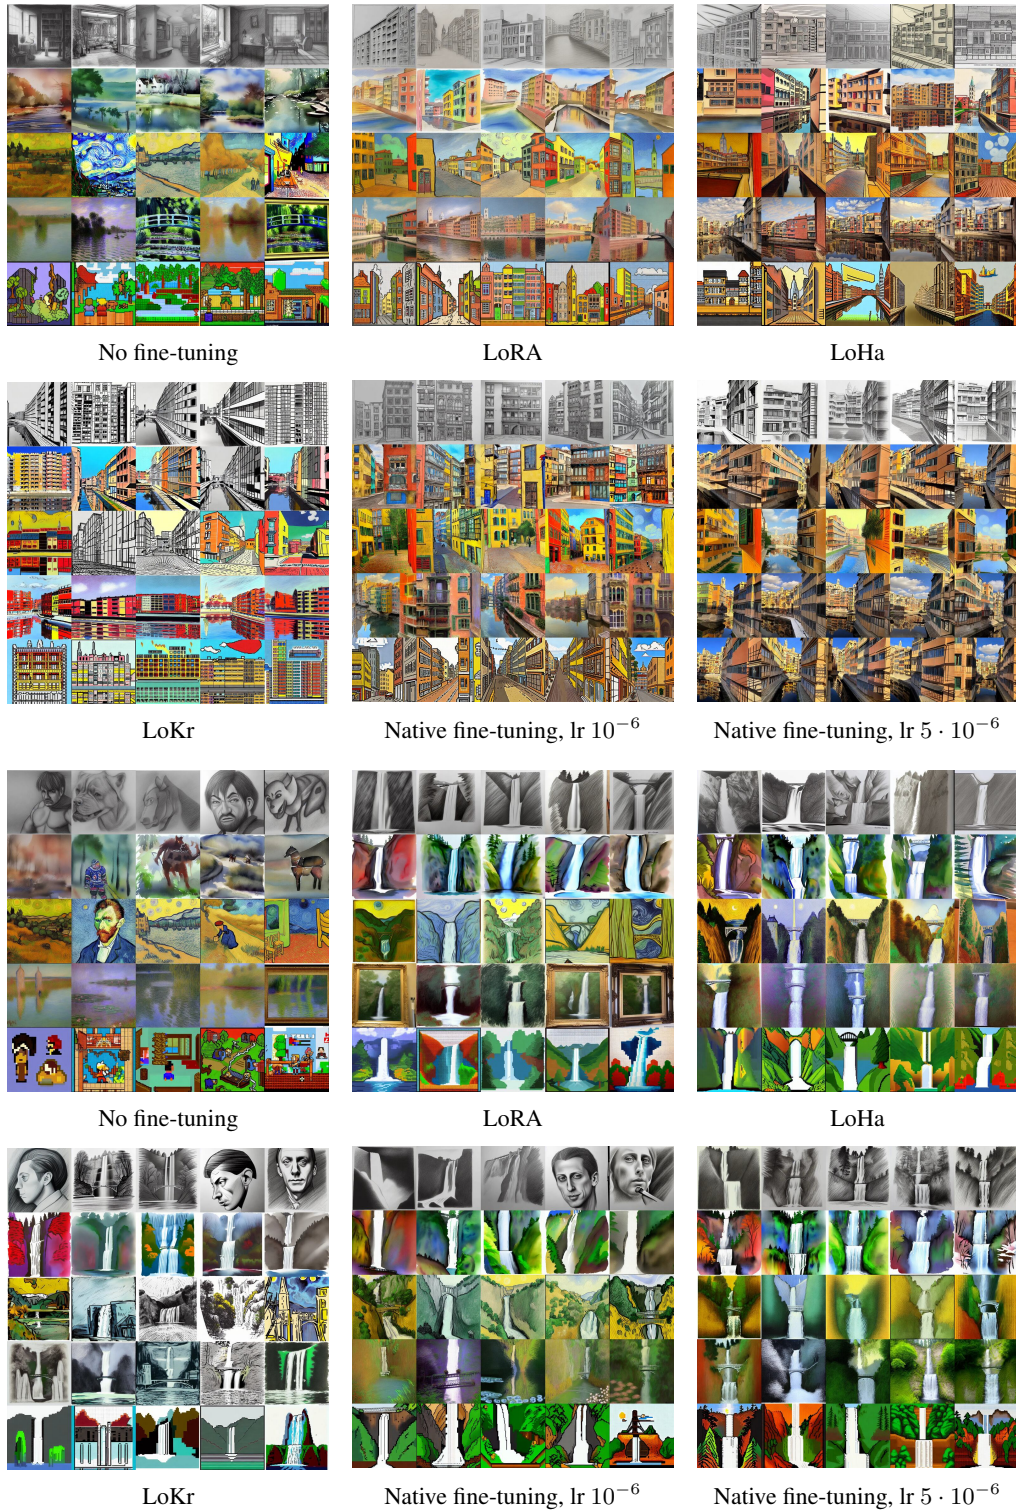 No fine-tuning
LoRA
LoHa
LoKr
Native fine-tuning, lr 10⁻⁶
Native fine-tuning, lr 5 · 10⁻⁶
No fine-tuning
LoRA
LoHa
LoKr
Native fine-tuning, lr 10⁻⁶
Native fine-tuning, lr 5 · 10⁻⁶